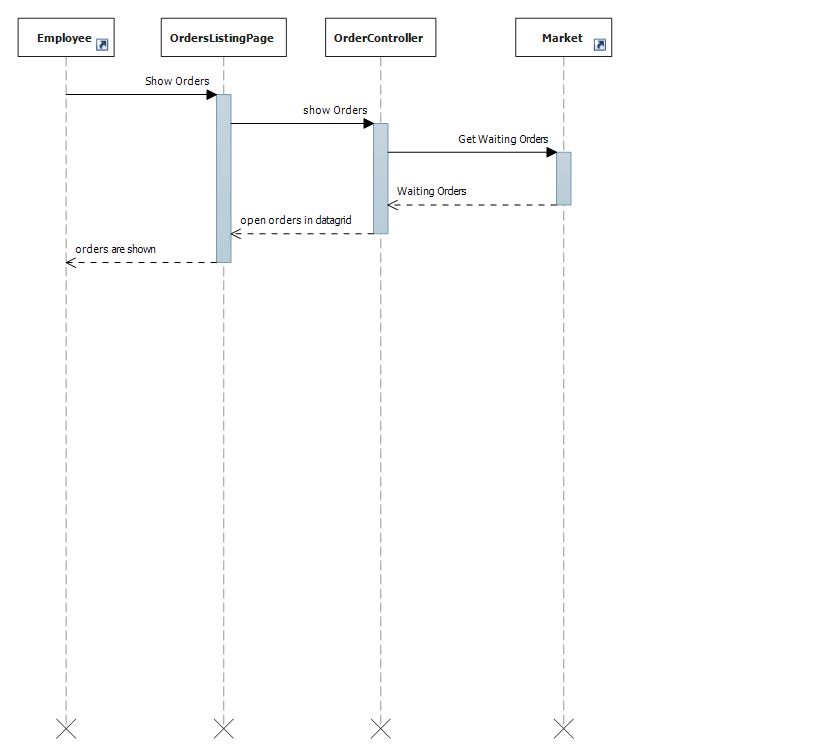 Employee
OrdersListingPage
OrderController
Market
Show Orders
show Orders
Get Waiting Orders
Waiting Orders
open orders in datagrid
orders are shown